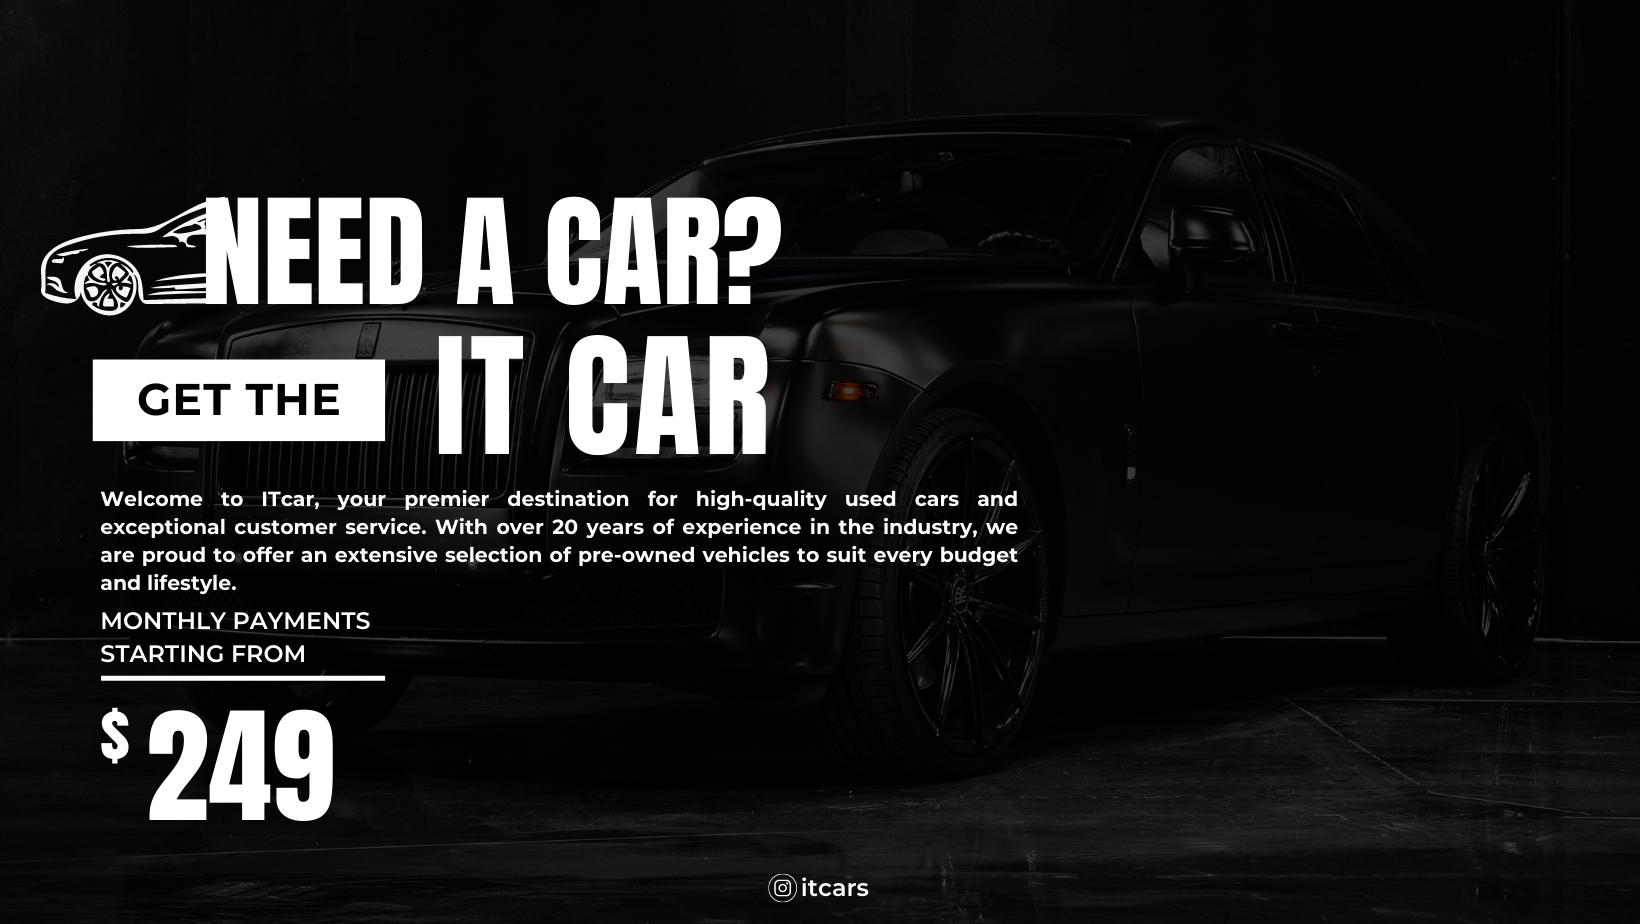 NEED A CAR?
GET THE IT CAR
Welcome to ITcar, your premier destination for high-quality used cars and
exceptional customer service. With over 20 years of experience in the industry, we
are proud to offer an extensive selection of pre-owned vehicles to suit every budget
and lifestyle.
MONTHLY PAYMENTS
STARTING FROM
$249
itcars